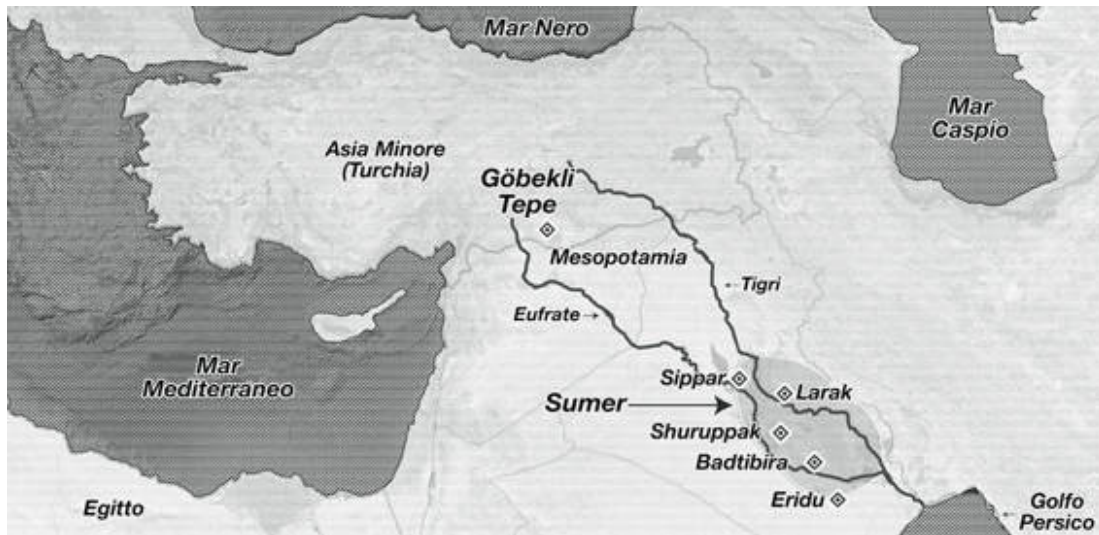 Mar Nero
Mar
Caspio
Asia Minore
(Turchia)
Göbekli
Tepe
Mesopotamia
←Tigri
Eufrate→
Mar
Mediterraneo
Sippar
Larak
Sumer
Shuruppak
Badtibira
Eridu
Egitto
Golfo
←Persico